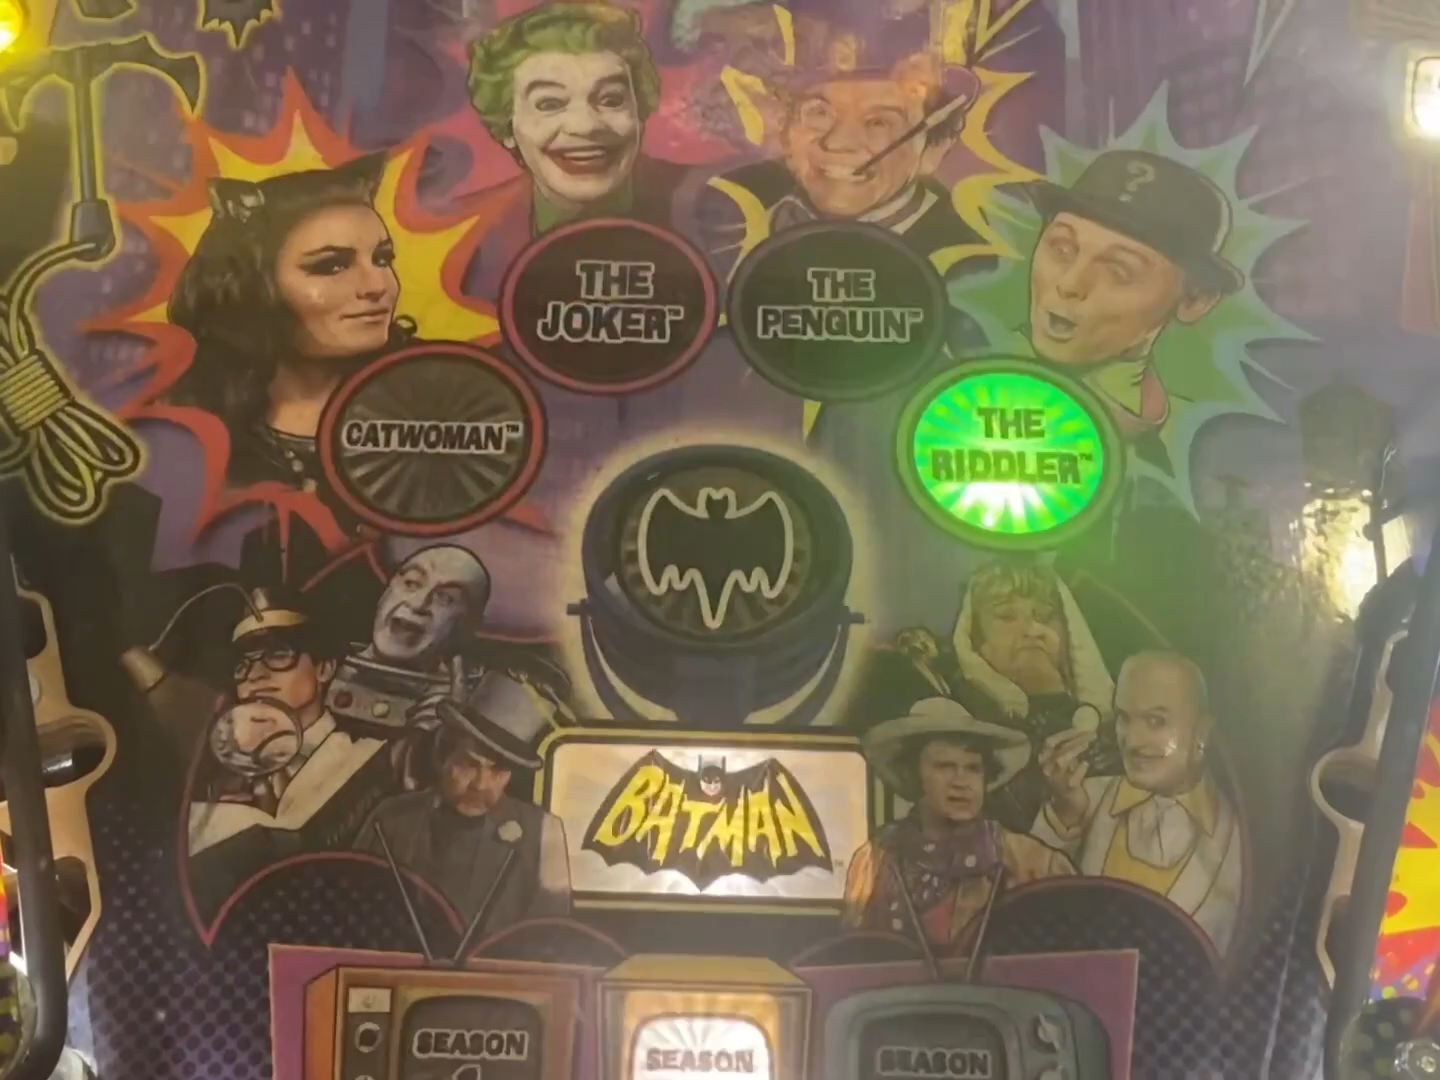 ?
THE
JOKER™
THE
PENGUIN™
CATWOMAN™
THE
RIDDLER™
BATMAN
SEASON
SEASON
SEASON